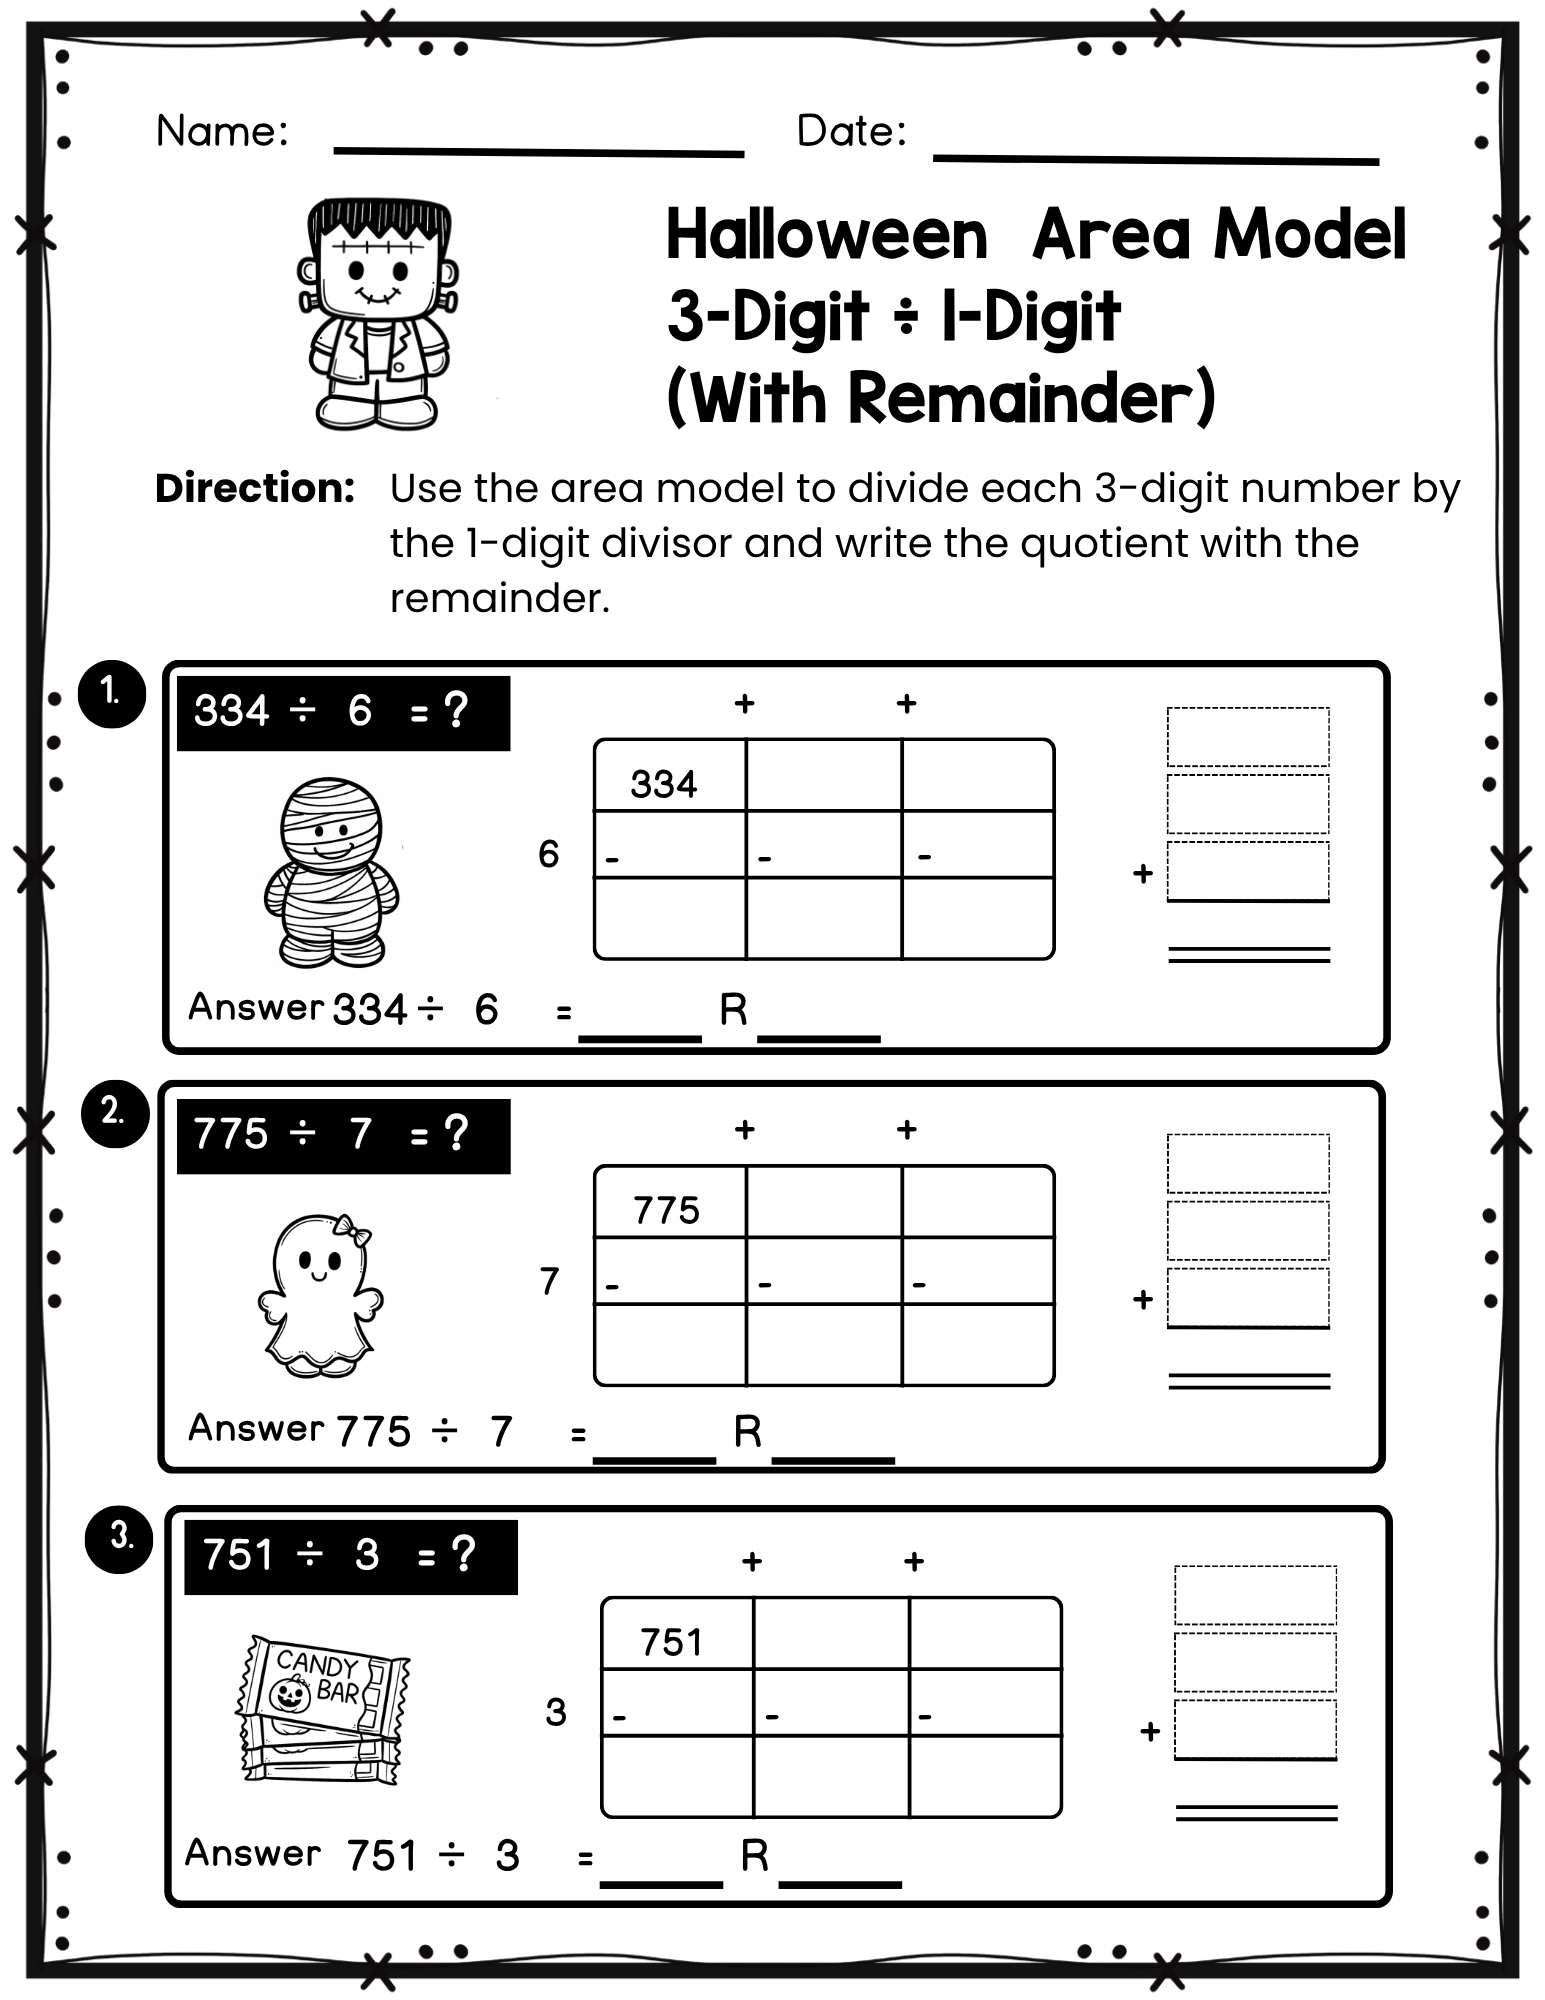 Name: Date:
Halloween Area Model
3-Digit ÷ 1-Digit
(With Remainder)
Direction: Use the area model to divide each 3-digit number by
the 1-digit divisor and write the quotient with the
remainder.
1.
334 ÷ 6 = ?
+ +
334
6 - - -
+
Answer 334 ÷ 6 = R
2.
775 ÷ 7 = ?
+ +
775
7 - - -
+
Answer 775 ÷ 7 = R
3.
751 ÷ 3 = ?
+ +
751
CANDY
BAR
3 - - -
+
Answer 751 ÷ 3 = R